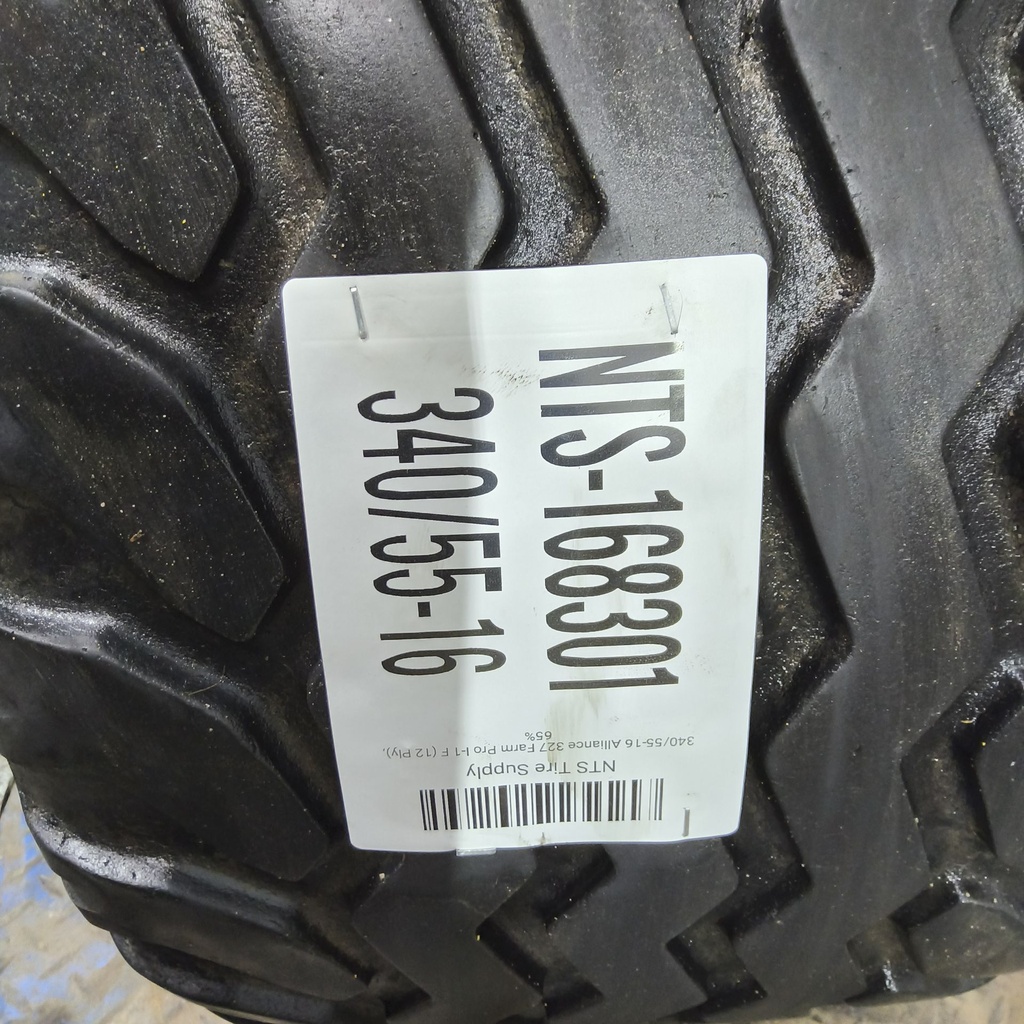 NTS-168301
340/55-16
340/55-16 Alliance 327 Farm Pro I-1 F (12 Ply),
65%
NTS Tire Supply